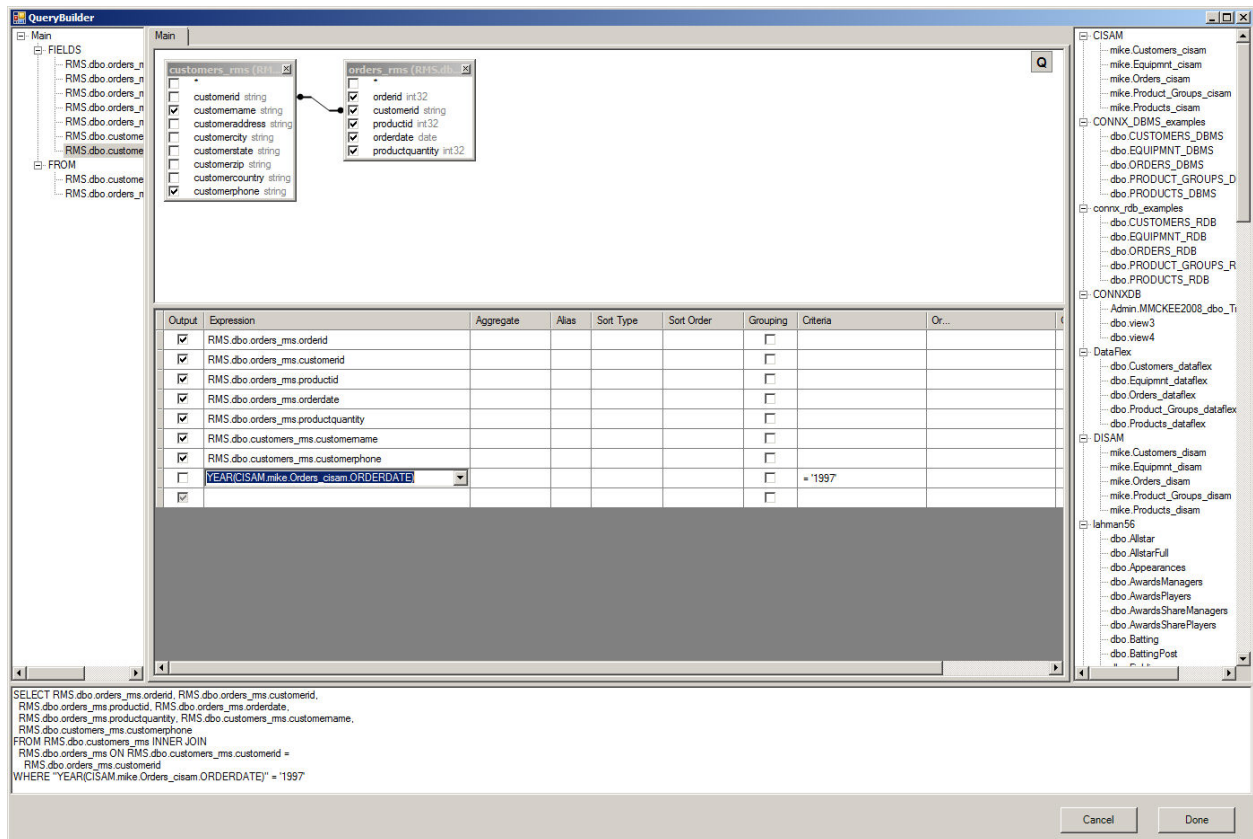 QueryBuilder
Main
FIELDS
RMS.dbo.orders_r
RMS.dbo.orders_r
RMS.dbo.orders_r
RMS.dbo.orders_r
RMS.dbo.orders_r
RMS.dbo.custome
RMS.dbo.custome
FROM
RMS.dbo.custome
RMS.dbo.orders_r
Main
customers_rms (RM...
*
customerid string
customername string
customeraddress string
customercity string
customerstate string
customerzip string
customercountry string
customerphone string
orders_rms (RMS.db...
*
orderid int32
customerid string
productid int32
orderdate date
productquantity int32
Q
Output Expression Aggregate Alias Sort Type Sort Order Grouping Criteria Or...
RMS.dbo.orders_rms.orderid
RMS.dbo.orders_rms.customerid
RMS.dbo.orders_rms.productid
RMS.dbo.orders_rms.orderdate
RMS.dbo.orders_rms.productquantity
RMS.dbo.customers_rms.customername
RMS.dbo.customers_rms.customerphone
YEAR(CISAM.mike.Orders_cisam.ORDERDATE) = '1997'
CISAM
mike.Customers_cisam
mike.Equipmnt_cisam
mike.Orders_cisam
mike.Product_Groups_cisam
mike.Products_cisam
CONNX_DBMS_examples
dbo.CUSTOMERS_DBMS
dbo.EQUIPMNT_DBMS
dbo.ORDERS_DBMS
dbo.PRODUCT_GROUPS_D
dbo.PRODUCTS_DBMS
connx_rdb_examples
dbo.CUSTOMERS_RDB
dbo.EQUIPMNT_RDB
dbo.ORDERS_RDB
dbo.PRODUCT_GROUPS_R
dbo.PRODUCTS_RDB
CONNXDB
Admin.MMCKEE2008_dbo_Tr
dbo.view3
dbo.view4
DataFlex
dbo.Customers_dataflex
dbo.Equipmnt_dataflex
dbo.Orders_dataflex
dbo.Product_Groups_dataflex
dbo.Products_dataflex
DISAM
mike.Customers_disam
mike.Equipmnt_disam
mike.Orders_disam
mike.Product_Groups_disam
mike.Products_disam
lahman56
dbo.Allstar
dbo.AllstarFull
dbo.Appearances
dbo.AwardsManagers
dbo.AwardsPlayers
dbo.AwardsShareManagers
dbo.AwardsSharePlayers
dbo.Batting
dbo.BattingPost
SELECT RMS.dbo.orders_rms.orderid, RMS.dbo.orders_rms.customerid,
RMS.dbo.orders_rms.productid, RMS.dbo.orders_rms.orderdate,
RMS.dbo.orders_rms.productquantity, RMS.dbo.customers_rms.customername,
RMS.dbo.customers_rms.customerphone
FROM RMS.dbo.customers_rms INNER JOIN
RMS.dbo.orders_rms ON RMS.dbo.customers_rms.customerid =
RMS.dbo.orders_rms.customerid
WHERE "YEAR(CISAM.mike.Orders_cisam.ORDERDATE)" = '1997'
Cancel
Done